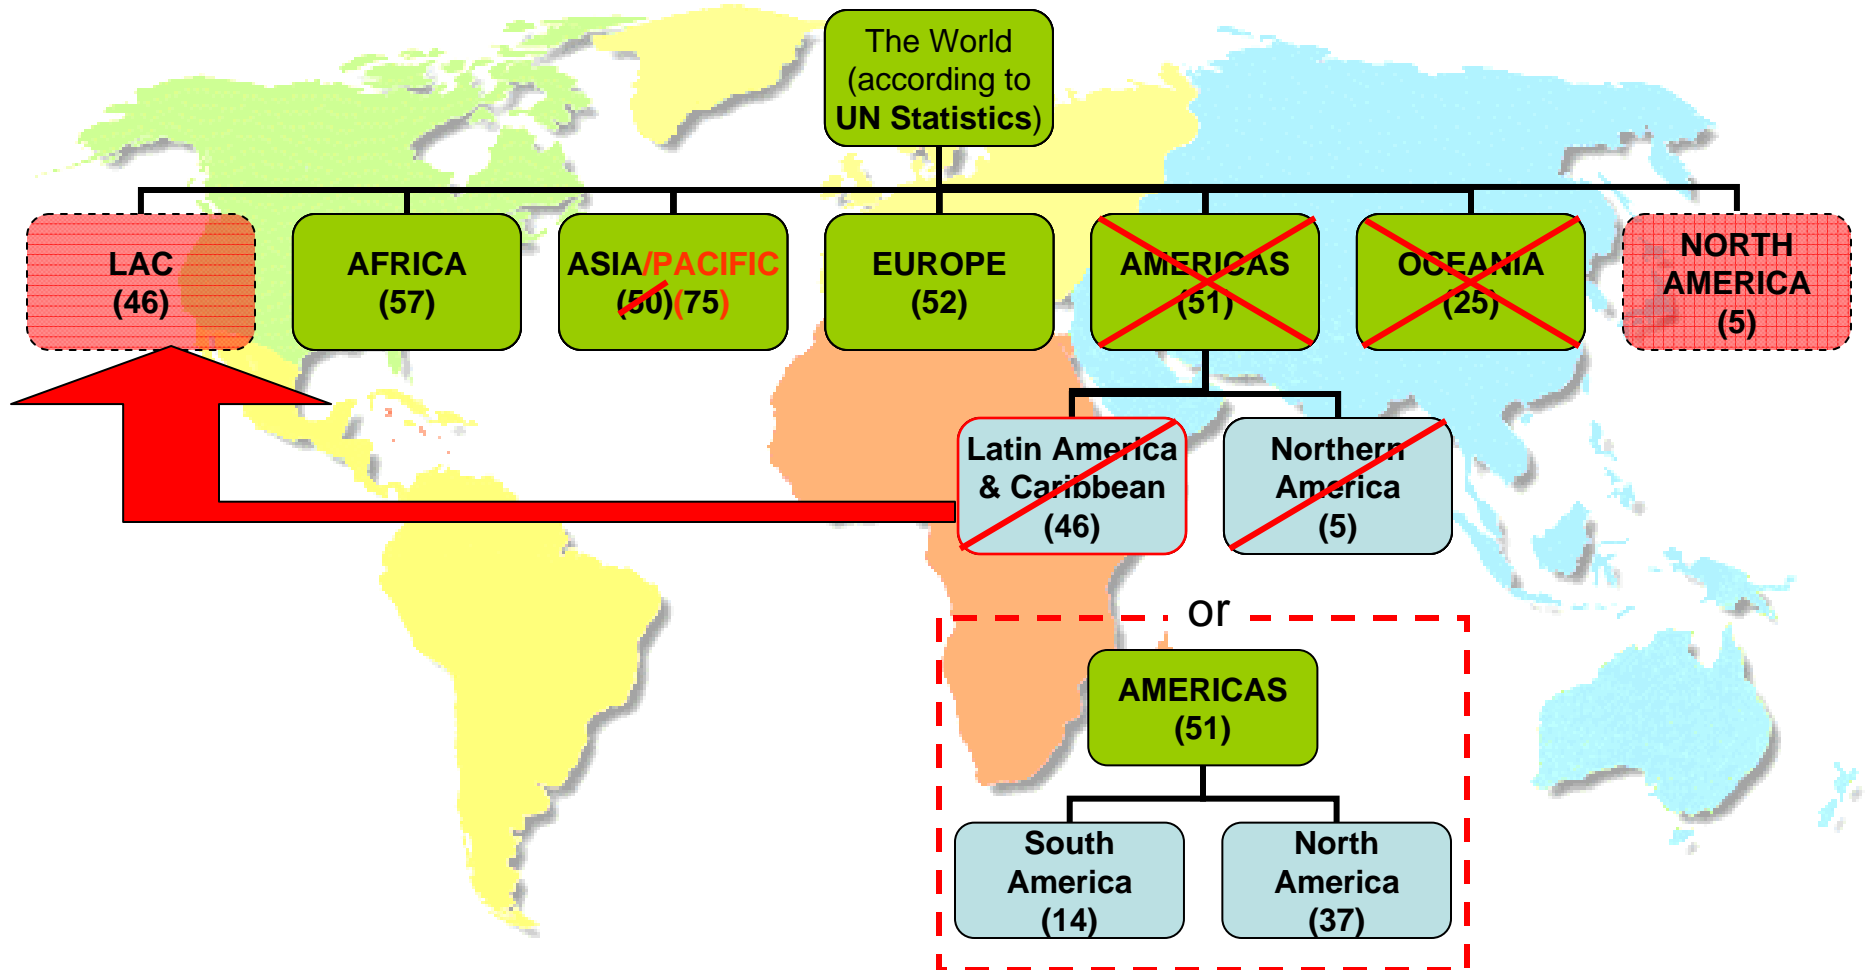 The World
(according to
UN Statistics)
LAC
(46)
AFRICA
(57)
ASIA/PACIFIC
(50)(75)
EUROPE
(52)
AMERICAS
(51)
OCEANIA
(25)
NORTH
AMERICA
(5)
Latin America
& Caribbean
(46)
Northern
America
(5)
or
AMERICAS
(51)
South
America
(14)
North
America
(37)